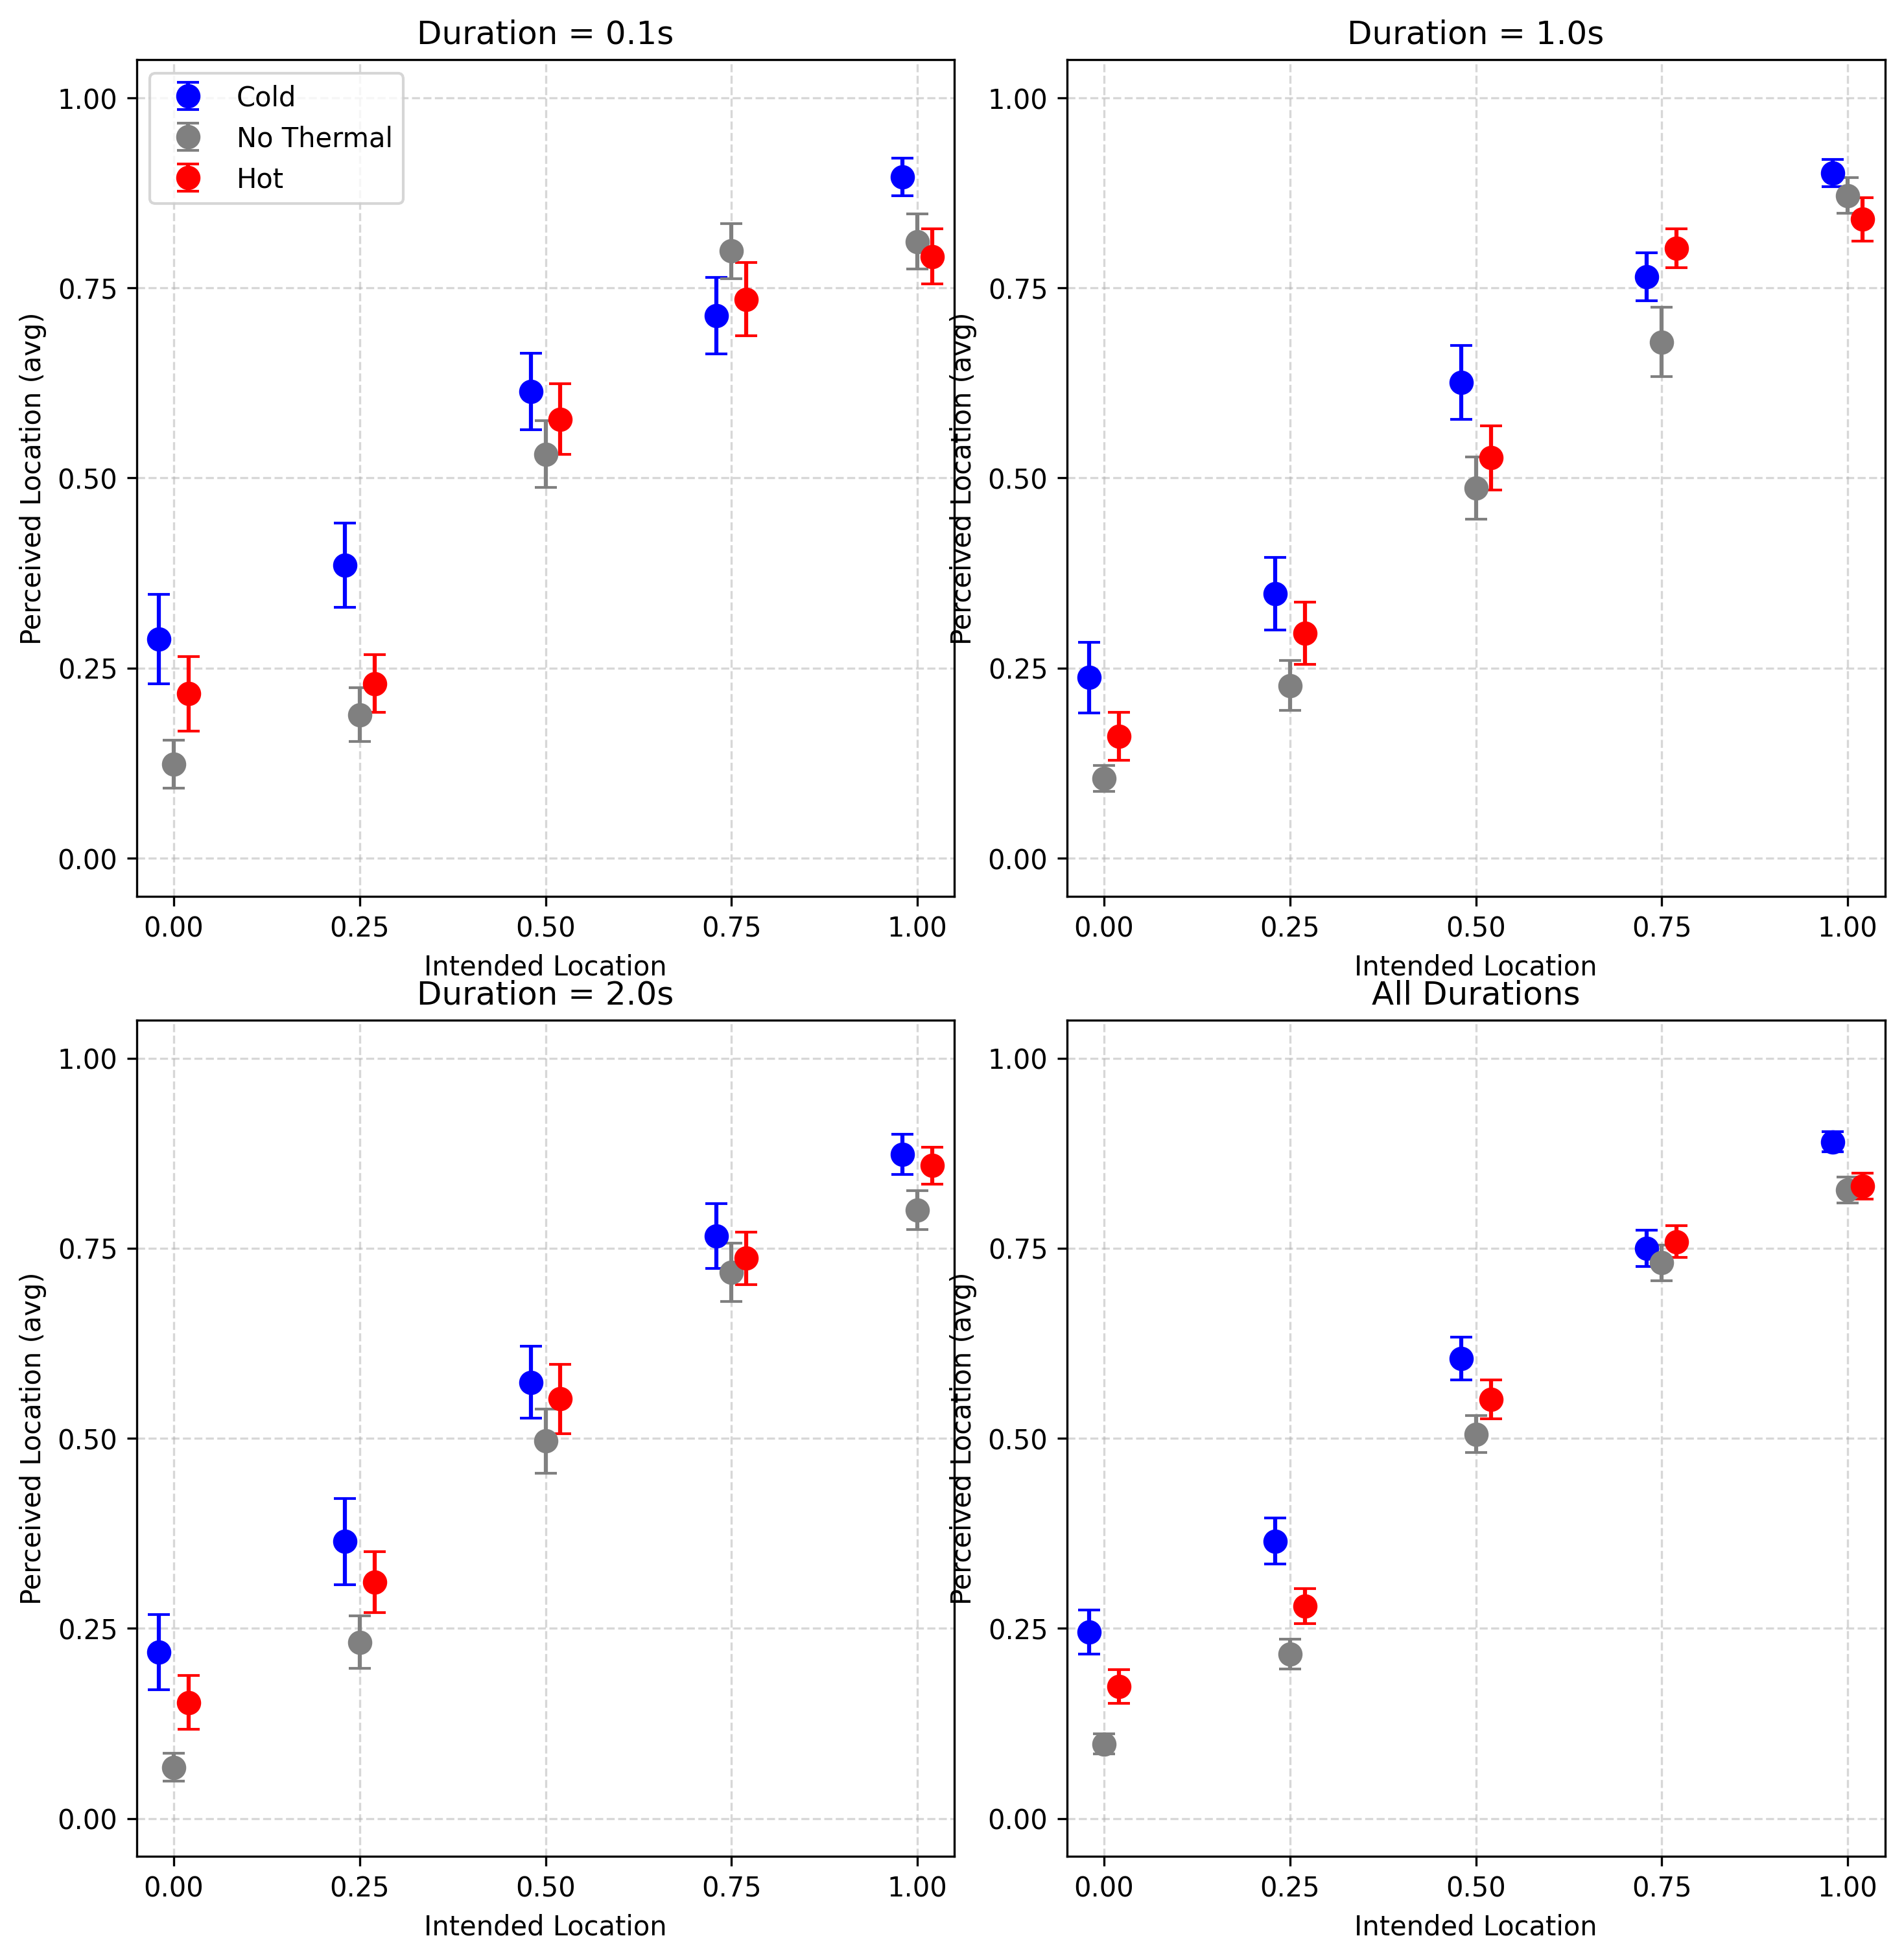 Duration = 0.1s
Cold
No Thermal
Hot
1.00
0.75
0.50
0.25
0.00
Perceived Location (avg)
0.00 0.25 0.50 0.75 1.00
Intended Location
Duration = 1.0s
1.00
0.75
0.50
0.25
0.00
Perceived Location (avg)
0.00 0.25 0.50 0.75 1.00
Intended Location
Duration = 2.0s
1.00
0.75
0.50
0.25
0.00
Perceived Location (avg)
0.00 0.25 0.50 0.75 1.00
Intended Location
All Durations
1.00
0.75
0.50
0.25
0.00
Perceived Location (avg)
0.00 0.25 0.50 0.75 1.00
Intended Location